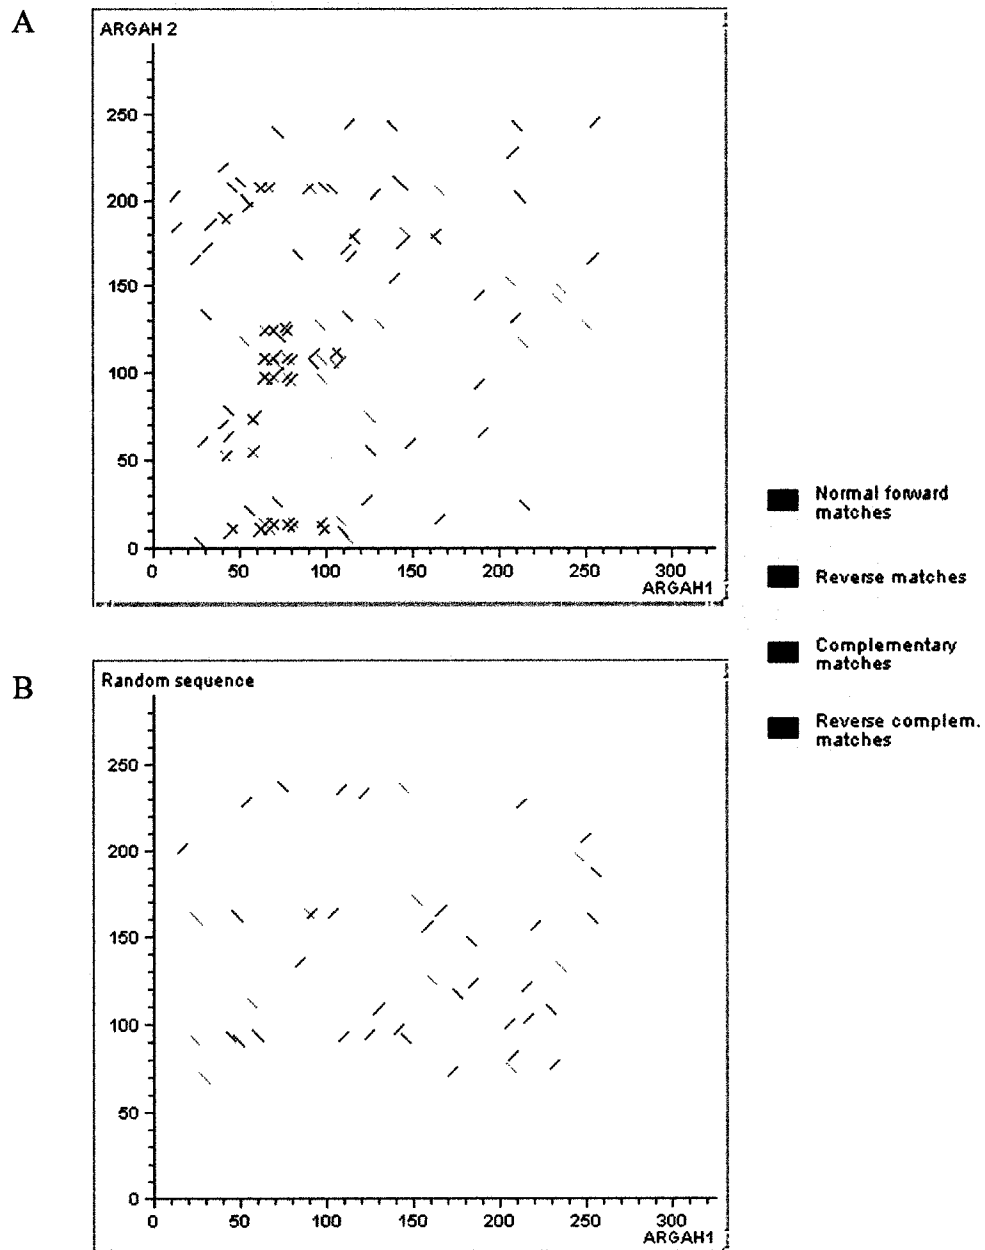 A
ARGAH 2
250
200
150
100
50
0
0 50 100 150 200 250 300
ARGAH1
Normal forward
matches
Reverse matches
Complementary
matches
Reverse complem.
matches
B
Random sequence
250
200
150
100
50
0
0 50 100 150 200 250 300
ARGAH1